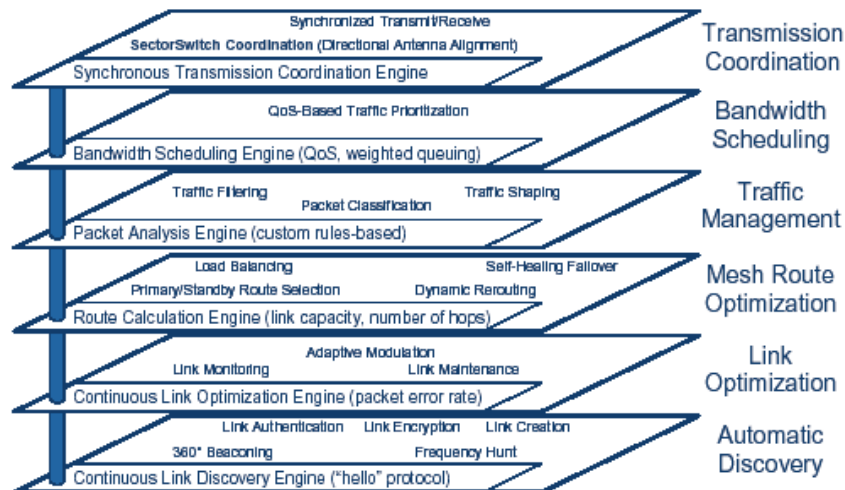 Synchronized Transmit/Receive
SectorSwitch Coordination (Directional Antenna Alignment)
Synchronous Transmission Coordination Engine
Transmission
Coordination
QoS-Based Traffic Prioritization
Bandwidth Scheduling Engine (QoS, weighted queuing)
Bandwidth
Scheduling
Traffic Filtering Traffic Shaping
Packet Classification
Packet Analysis Engine (custom rules-based)
Traffic
Management
Load Balancing Self-Healing Failover
Primary/Standby Route Selection Dynamic Rerouting
Route Calculation Engine (link capacity, number of hops)
Mesh Route
Optimization
Adaptive Modulation
Link Monitoring Link Maintenance
Continuous Link Optimization Engine (packet error rate)
Link
Optimization
Link Authentication Link Encryption Link Creation
360° Beaconing Frequency Hunt
Continuous Link Discovery Engine (“hello” protocol)
Automatic
Discovery